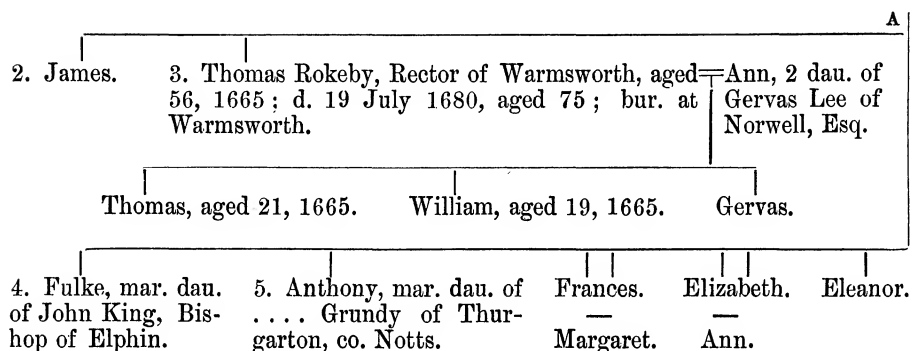 A
2. James. 3. Thomas Rokeby, Rector of Warmsworth, aged Ann, 2 dau. of
56, 1665 ; d. 19 July 1680, aged 75 ; bur. at Gervas Lee of
Warmsworth. Norwell, Esq.
Thomas, aged 21, 1665. William, aged 19, 1665. Gervas.
4. Fulke, mar. dau. 5. Anthony, mar. dau. of Frances. Elizabeth. Eleanor.
of John King, Bis- .... Grundy of Thur- — —
hop of Elphin. garton, co. Notts. Margaret. Ann.